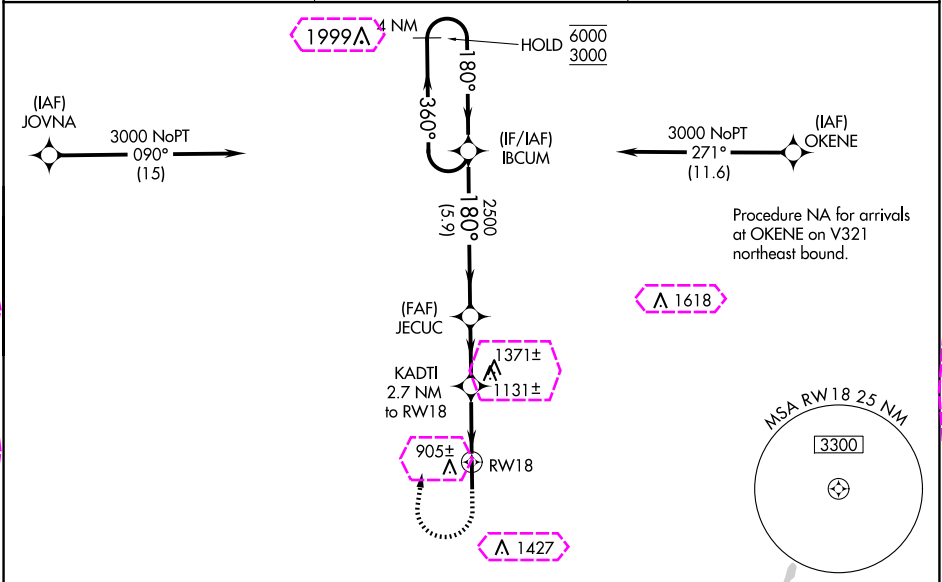 1999
4 NM
HOLD
6000
3000
180°
360°
(IAF)
JOVNA
3000 NoPT
090°
(15)
(IF/IAF)
IBCUM
3000 NoPT
271°
(11.6)
(IAF)
OKENE
2500
180°
(5.9)
Procedure NA for arrivals
at OKENE on V321
northeast bound.
1618
(FAF)
JECUC
1371±
1131±
KADTI
2.7 NM
to RW18
905±
RW18
1427
MSA RW18 25 NM
3300